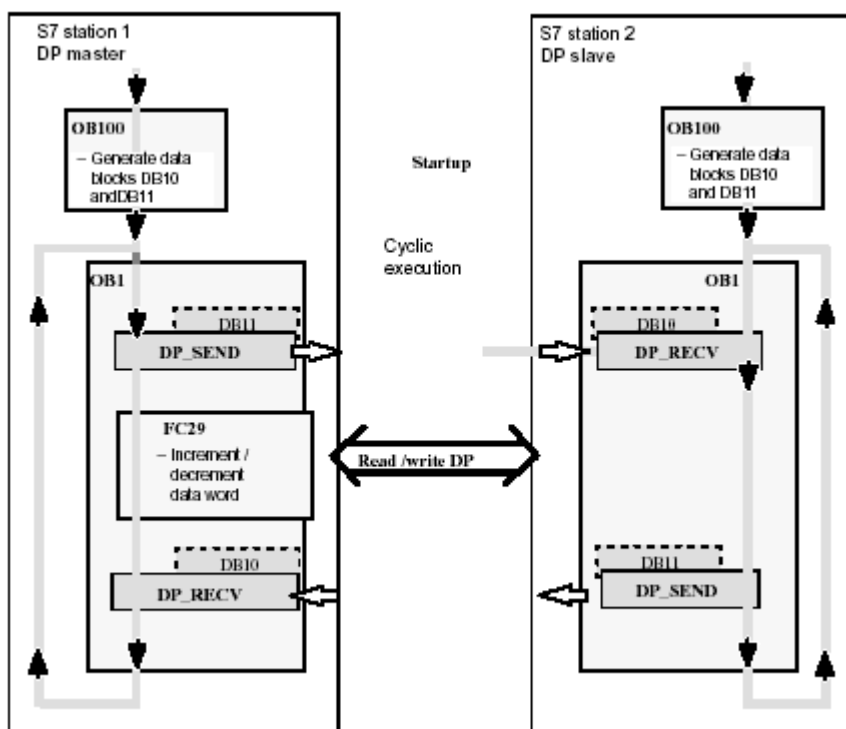 S7 station 1
DP master
OB100
– Generate data
blocks DB10
andDB11
OB1
DB11
DP_SEND
FC29
– Increment /
decrement
data word
DB10
DP_RECV
Startup
Cyclic
execution
Read /write DP
S7 station 2
DP slave
OB100
– Generate data
blocks DB10
and DB11
OB1
DB10
DP_RECV
DB11
DP_SEND